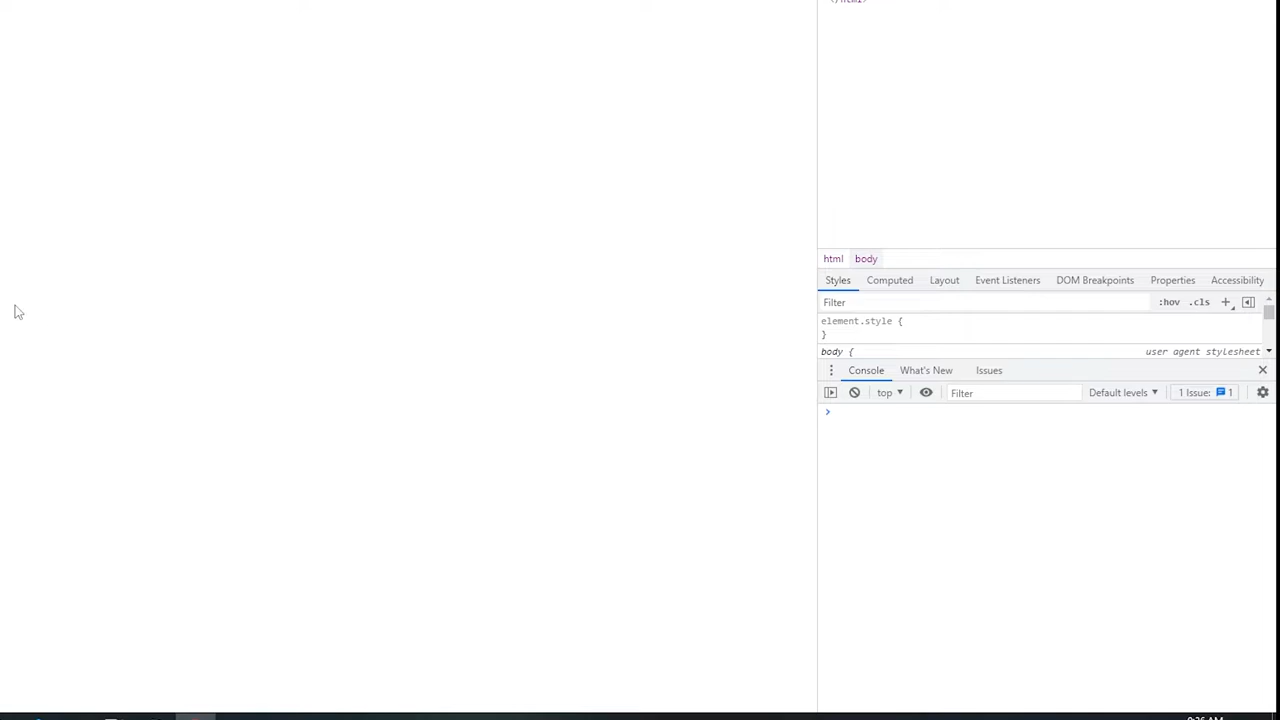 </html>
html body
Styles Computed Layout Event Listeners DOM Breakpoints Properties Accessibility
Filter :hov .cls +
element.style {
}
body { user agent stylesheet
Console What's New Issues
top Filter Default levels 1 Issue: 1
>